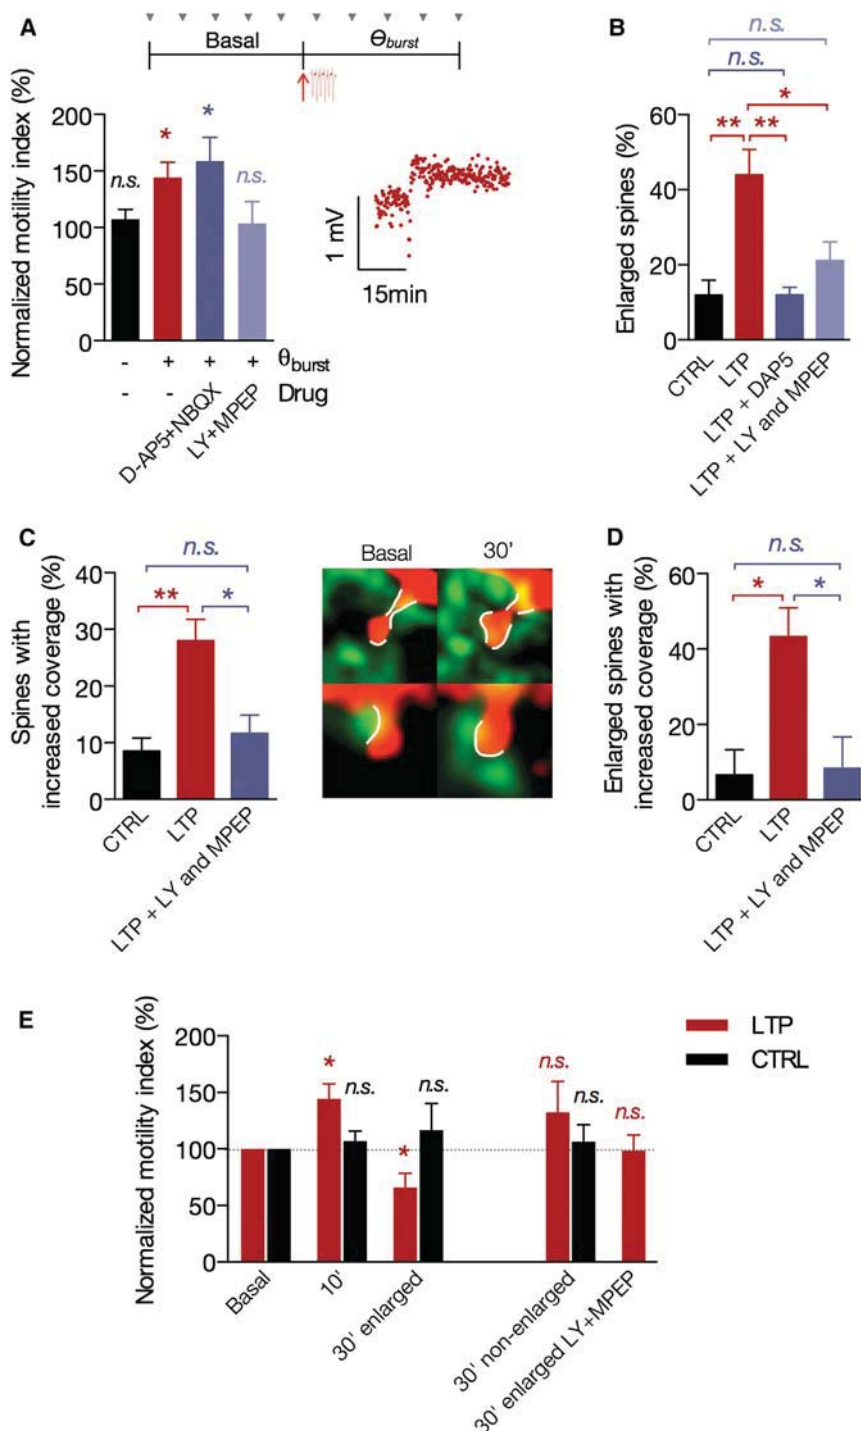 A
Basal
Θburst
Normalized motility index (%)
200
150
100
50
0
n.s.
*
*
n.s.
- + + + θburst
- - D-AP5+NBQX LY+MPEP Drug
1 mV
15min
B
n.s.
n.s.
*
** **
Enlarged spines (%)
60
40
20
0
CTRL
LTP
LTP + DAP5
LTP + LY and MPEP
C
n.s.
** *
Spines with
increased coverage (%)
40
30
20
10
0
CTRL
LTP
LTP + LY and MPEP
Basal
30'
D
n.s.
* *
Enlarged spines with
increased coverage (%)
60
40
20
0
CTRL
LTP
LTP + LY and MPEP
E
Normalized motility index (%)
200
150
100
50
0
*
n.s.
*
n.s.
n.s.
n.s.
n.s.
Basal
10'
30' enlarged
30' non-enlarged
30' enlarged LY+MPEP
LTP
CTRL